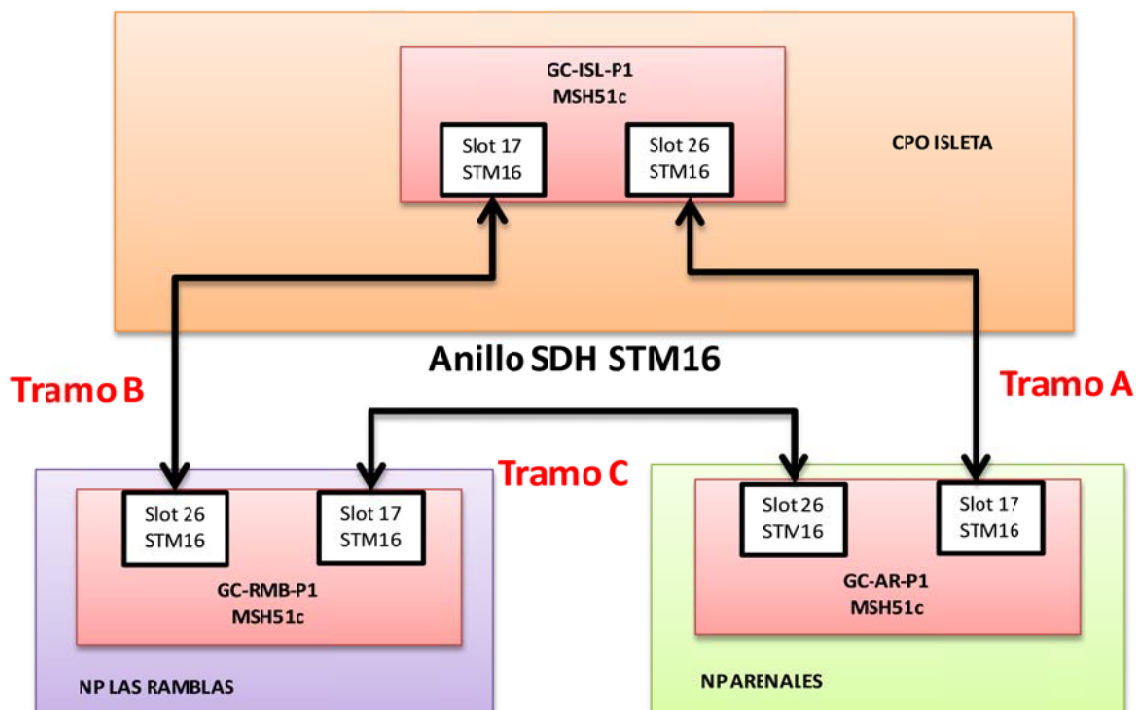 GC-ISL-P1
MSH51c
Slot 17
STM16
Slot 26
STM16
CPO ISLETA
Anillo SDH STM16
Tramo B
Tramo A
Tramo C
Slot 26
STM16
Slot 17
STM16
GC-RMB-P1
MSH51c
NP LAS RAMBLAS
Slot 26
STM16
Slot 17
STM16
GC-AR-P1
MSH51c
NP ARENALES